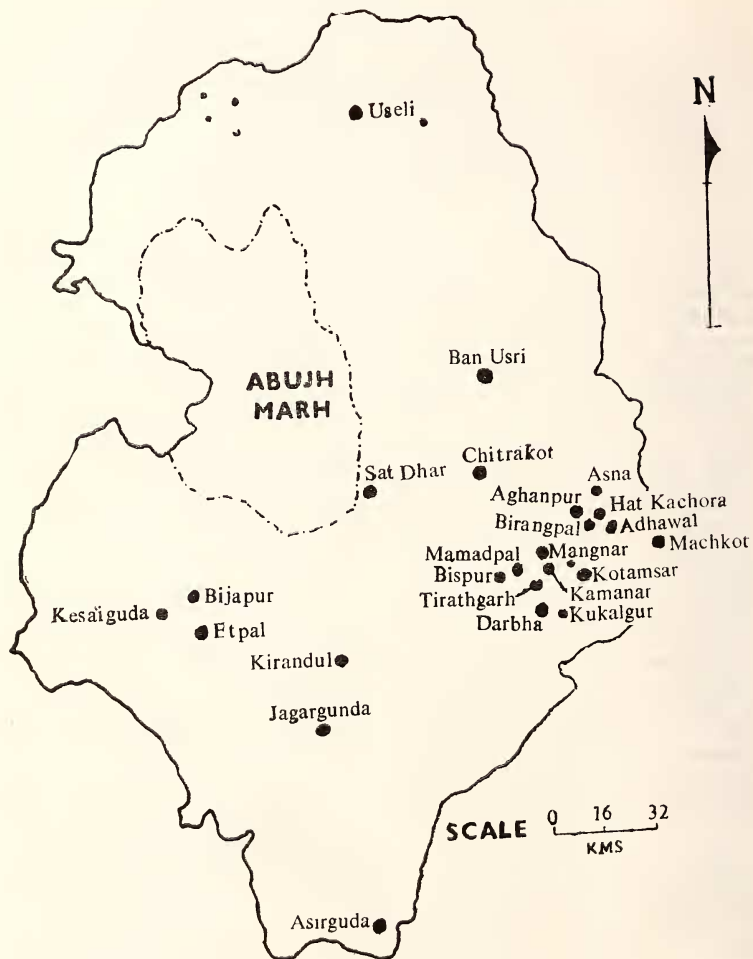 N
Useli
Ban Usri
ABUJH
MARH
Chitrakot
Sat Dhar
Asna
Aghanpur
Hat Kachora
Birangpal
Adhawal
Machkot
Mamadpal
Mangnar
Bispur
Kotamsar
Tirathgarh
Kamanar
Darbha
Kukalgur
Bijapur
Kesaiguda
Etpal
Kirandul
Jagargunda
SCALE 0 16 32
KMS
Asirguda